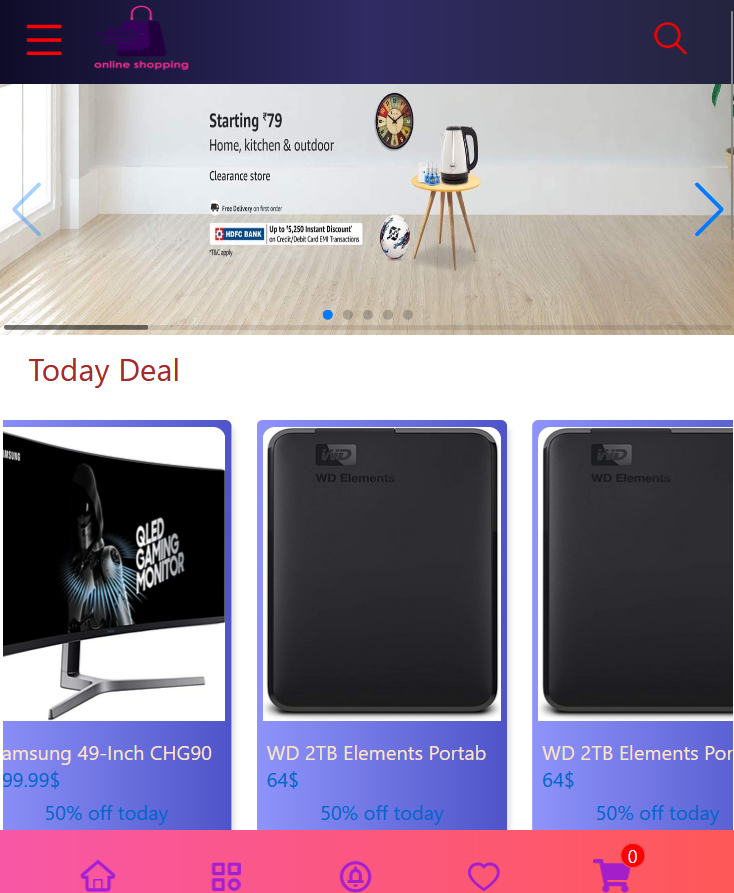 online shopping
Starting ₹79
Home, kitchen & outdoor
Clearance store
Free Delivery on first order
HDFC BANK
Up to ₹5,250 Instant Discount*
on Credit/Debit Card EMI Transactions
*T&C apply
Today Deal
AMSUNG
QLED
GAMING
MONITOR
WD
WD Elements
WD
WD Elements
amsung 49-Inch CHG90
WD 2TB Elements Portab
WD 2TB Elements Por
99.99$
64$
64$
50% off today
50% off today
50% off today
0